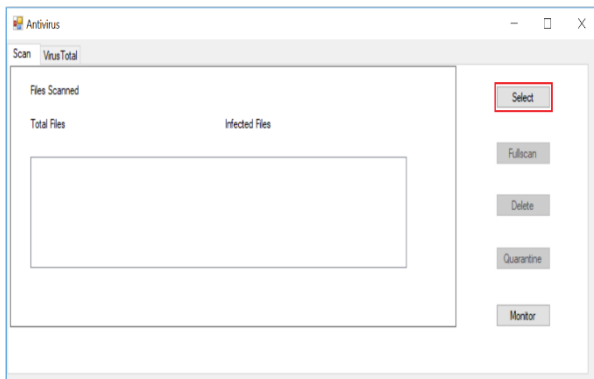 Antivirus
Scan VirusTotal
Files Scanned
Select
Total Files Infected Files
Fullscan
Delete
Quarantine
Monitor